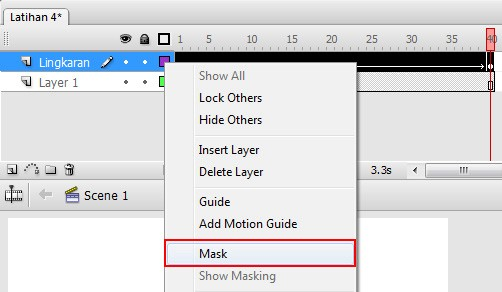 Latihan 4*
1 5 10 15 20 25 30 35 40
Lingkaran
Layer 1
Show All
Lock Others
Hide Others
Insert Layer
Delete Layer
Guide
Add Motion Guide
Mask
Show Masking
3.3s
Scene 1